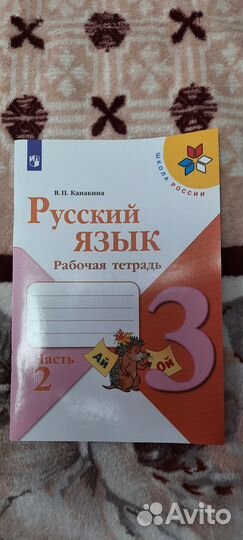 ШКОЛА РОССИИ
В. П. Канакина
Русский
язык
Рабочая тетрадь
3
Часть
2
АЙ
ОЙ
Avito